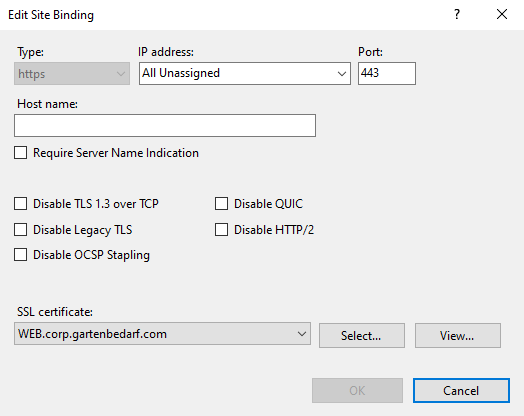 Edit Site Binding
?
Type:
IP address:
Port:
https
All Unassigned
443
Host name:
Require Server Name Indication
Disable TLS 1.3 over TCP
Disable QUIC
Disable Legacy TLS
Disable HTTP/2
Disable OCSP Stapling
SSL certificate:
WEB.corp.gartenbedarf.com
Select...
View...
OK
Cancel